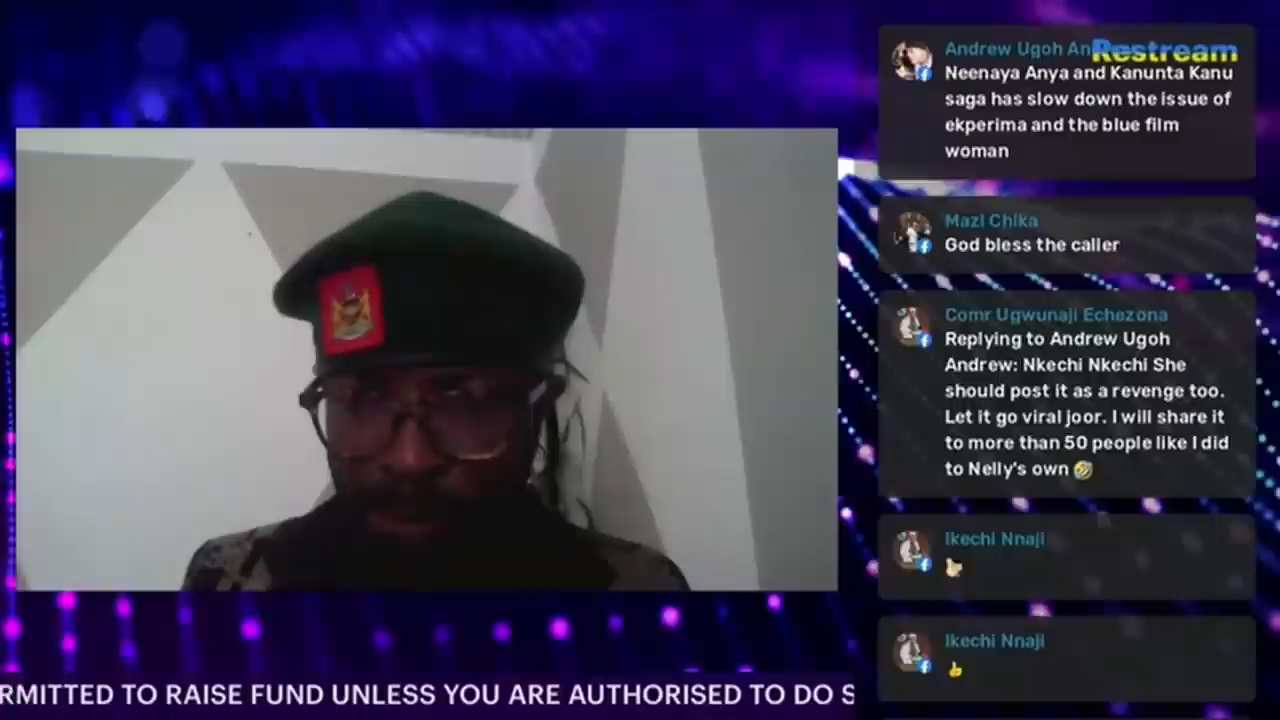 Andrew Ugoh An
Restream
Neenaya Anya and Kanunta Kanu
saga has slow down the issue of
ekperima and the blue film
woman
Mazi Chika
God bless the caller
Comr Ugwunaji Echezona
Replying to Andrew Ugoh
Andrew: Nkechi Nkechi She
should post it as a revenge too.
Let it go viral joor. I will share it
to more than 50 people like I did
to Nelly's own 🤣
Ikechi Nnaji
Ikechi Nnaji
👍
RMITTED TO RAISE FUND UNLESS YOU ARE AUTHORISED TO DO S